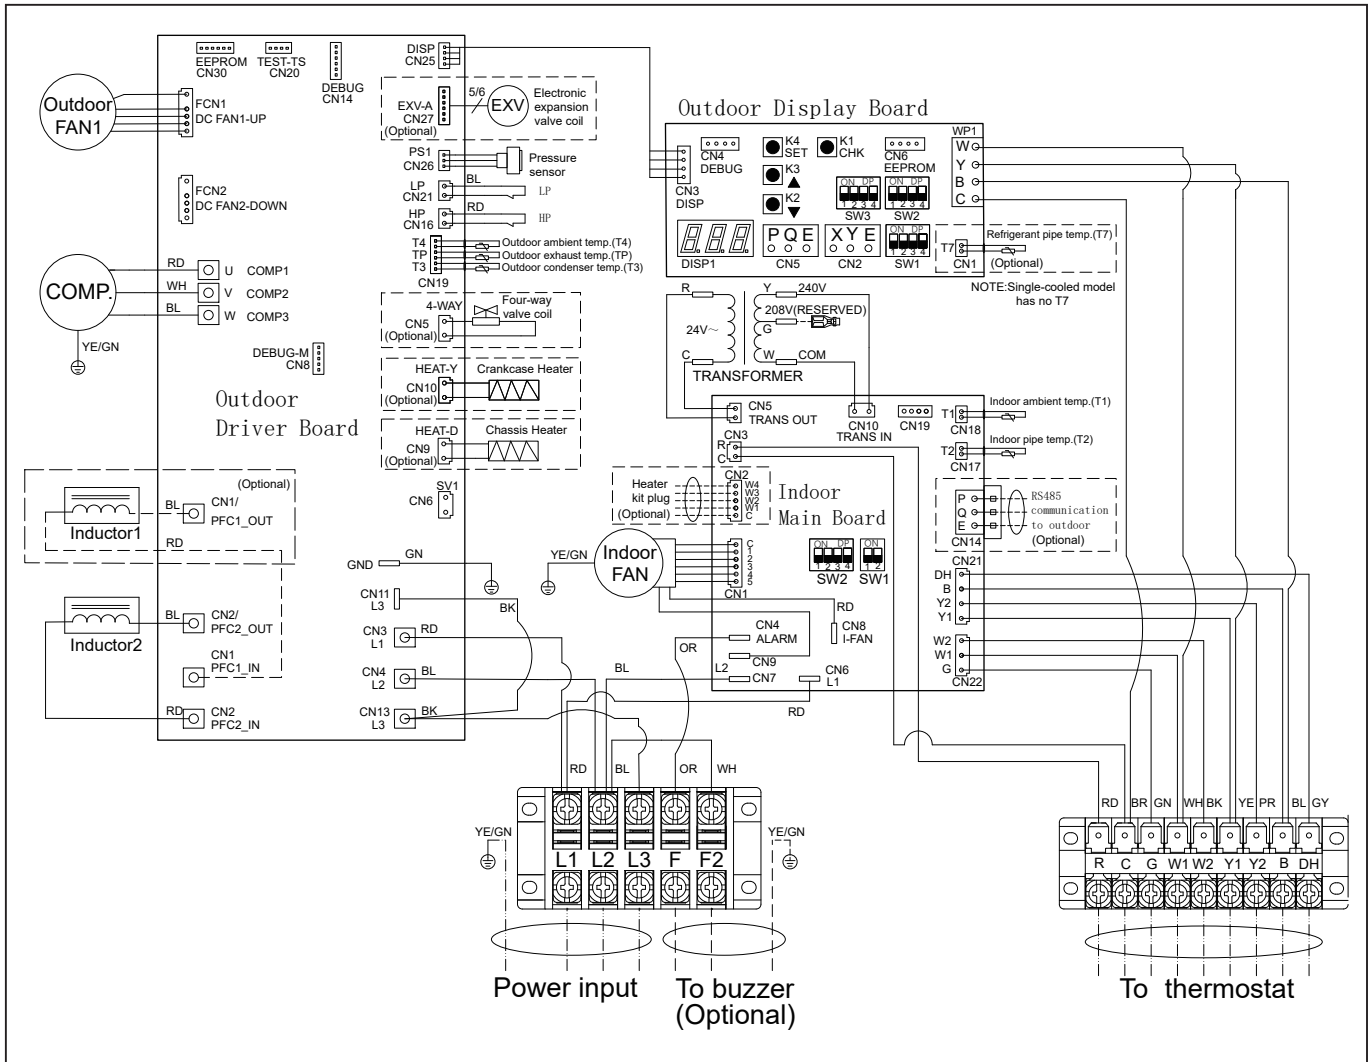 EEPROM
CN30
TEST-TS
CN20
DEBUG
CN14
DISP
CN25
Outdoor
FAN1
FCN1
DC FAN1-UP
EXV-A
CN27
(Optional)
5/6
EXV
Electronic
expansion
valve coil
PS1
CN26
Pressure
sensor
FCN2
DC FAN2-DOWN
LP
CN21
BL
LP
HP
CN16
RD
HP
T4
TP
T3
CN19
Outdoor ambient temp.(T4)
Outdoor exhaust temp.(TP)
Outdoor condenser temp.(T3)
COMP.
RD
WH
BL
YE/GN
U COMP1
V COMP2
W COMP3
4-WAY
CN5
(Optional)
Four-way
valve coil
DEBUG-M
CN8
HEAT-Y
CN10
(Optional)
Crankcase Heater
Outdoor
Driver Board
HEAT-D
CN9
(Optional)
Chassis Heater
SV1
CN6
(Optional)
Inductor1
BL
CN1/
PFC1_OUT
RD
GND
GN
CN11
L3
BK
Inductor2
BL
CN2/
PFC2_OUT
CN3
L1
RD
CN1
PFC1_IN
CN4
L2
BL
RD
CN2
PFC2_IN
CN13
L3
BK
Outdoor Display Board
CN4
DEBUG
K4
SET
K1
CHK
CN6
EEPROM
WP1
W
Y
B
C
K3
K2
CN3
DISP
ON DP
1 2 3 4
SW3
ON DP
1 2 3 4
SW2
DISP1
P Q E
CN5
X Y E
CN2
ON DP
1 2 3 4
SW1
T7
CN1
Refrigerant pipe temp.(T7)
(Optional)
NOTE:Single-cooled model
has no T7
R
24V~
C
Y
240V
208V(RESERVED)
G
W
COM
TRANSFORMER
CN5
TRANS OUT
CN10
TRANS IN
CN19
T1
CN18
Indoor ambient temp.(T1)
T2
CN17
Indoor pipe temp.(T2)
CN3
R
C
Heater
kit plug
(Optional)
CN2
W4
W3
W2
W1
C
Indoor
Main Board
P
Q
E
CN14
RS485
communication
to outdoor
(Optional)
YE/GN
Indoor
FAN
C
1
2
3
4
5
CN1
ON DP
1 2 3 4
SW2
ON
1 2
SW1
CN21
DH
B
Y2
Y1
RD
CN8
I-FAN
CN4
ALARM
OR
CN9
W2
W1
G
CN22
BL
L2
CN7
CN6
L1
RD
RD
BL
OR
WH
YE/GN
YE/GN
L1 L2 L3 F F2
Power input
To buzzer
(Optional)
RD BR GN WH BK YE PR BL GY
R C G W1 W2 Y1 Y2 B DH
To thermostat